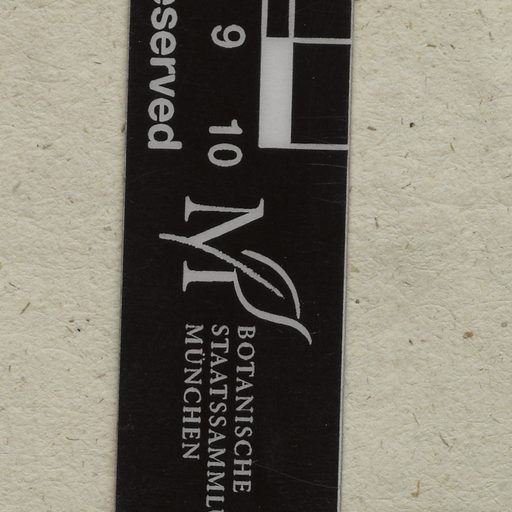 eserved
9 10
BOTANISCHE
STAATSSAMML
MÜNCHEN